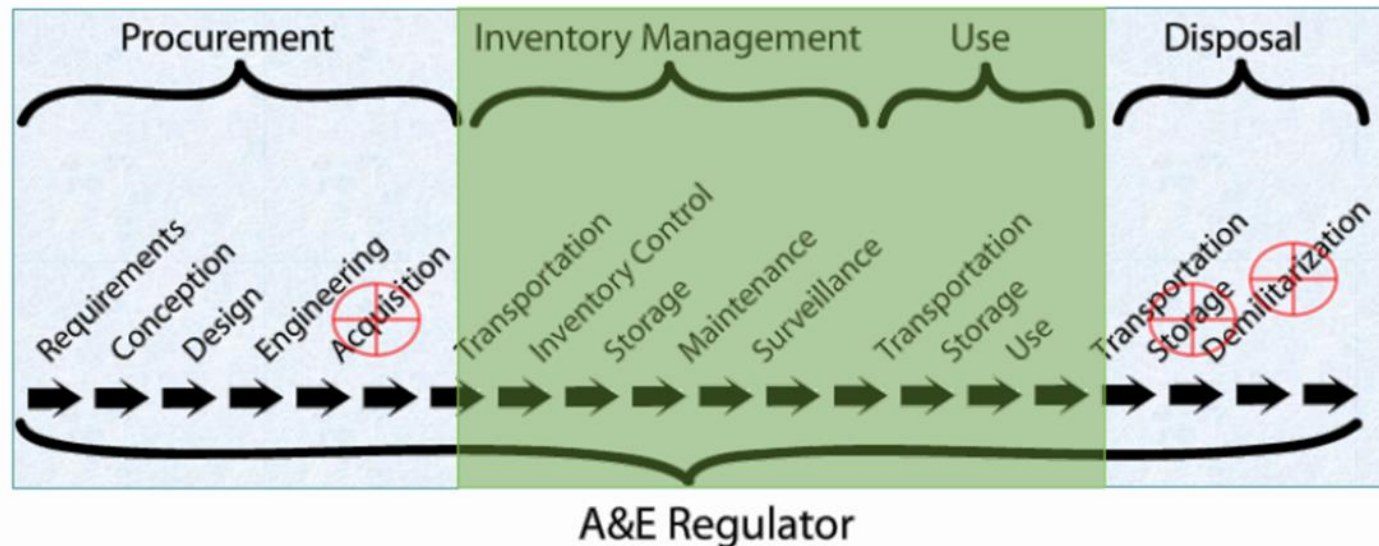 Procurement
Inventory Management
Use
Disposal
Requirements
Conception
Design
Engineering
Acquisition
Transportation
Inventory Control
Storage
Maintenance
Surveillance
Transportation
Storage
Use
Transportation
Storage
Demilitarization
A&E Regulator